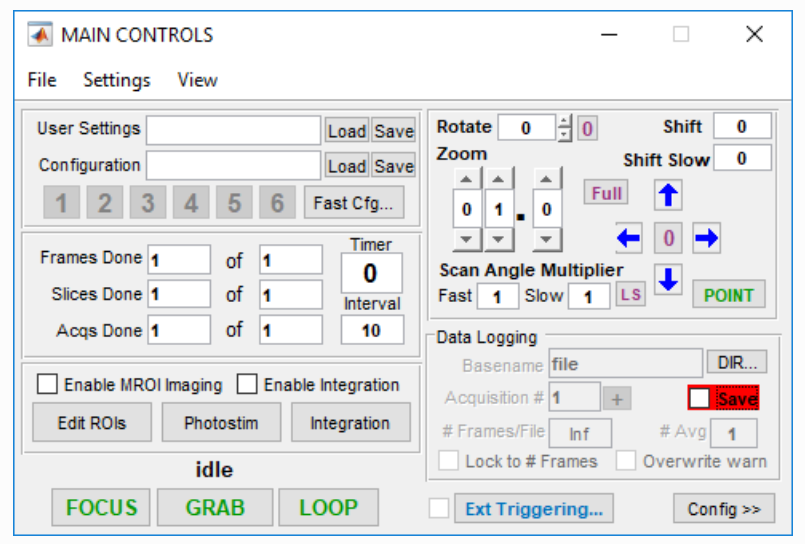 MAIN CONTROLS
File Settings View
User Settings Load Save
Configuration Load Save
1 2 3 4 5 6 Fast Cfg...
Frames Done 1 of 1
Slices Done 1 of 1
Acqs Done 1 of 1
Timer
0
Interval
10
Enable MROI Imaging Enable Integration
Edit ROIs Photostim Integration
idle
FOCUS GRAB LOOP
Rotate 0 0 Shift 0
Zoom Shift Slow 0
0 1 . 0 Full
0
Scan Angle Multiplier
Fast 1 Slow 1 LS POINT
Data Logging
Basename file DIR...
Acquisition # 1 + Save
# Frames/File Inf # Avg 1
Lock to # Frames Overwrite warn
Ext Triggering... Config >>